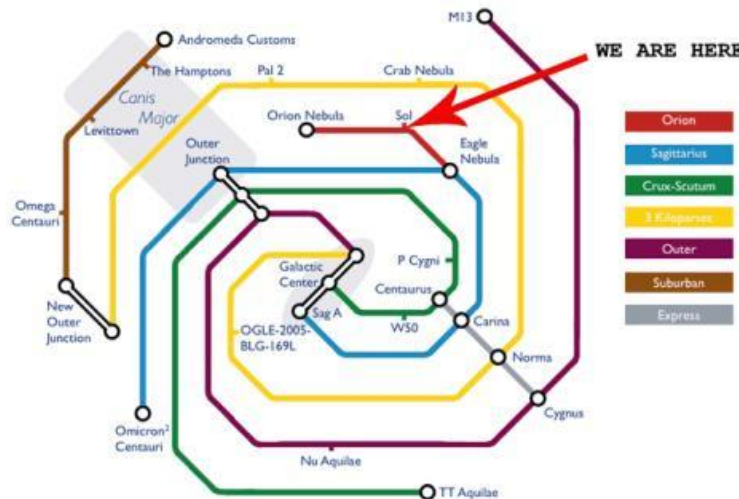 M13
WE ARE HERE
Andromeda Customs
The Hamptons
Pal 2
Crab Nebula
Canis
Major
Levittown
Orion Nebula
Sol
Outer
Junction
Eagle
Nebula
Omega
Centauri
P Cygni
Galactic
Center
Centaurus
Sag A
New
Outer
Junction
OGLE-2005-
BLG-169L
W50
Carina
Norma
Omicron²
Centauri
Cygnus
Nu Aquilae
TT Aquilae
Orion
Sagittarius
Crux-Scutum
3 Kiloparsec
Outer
Suburban
Express